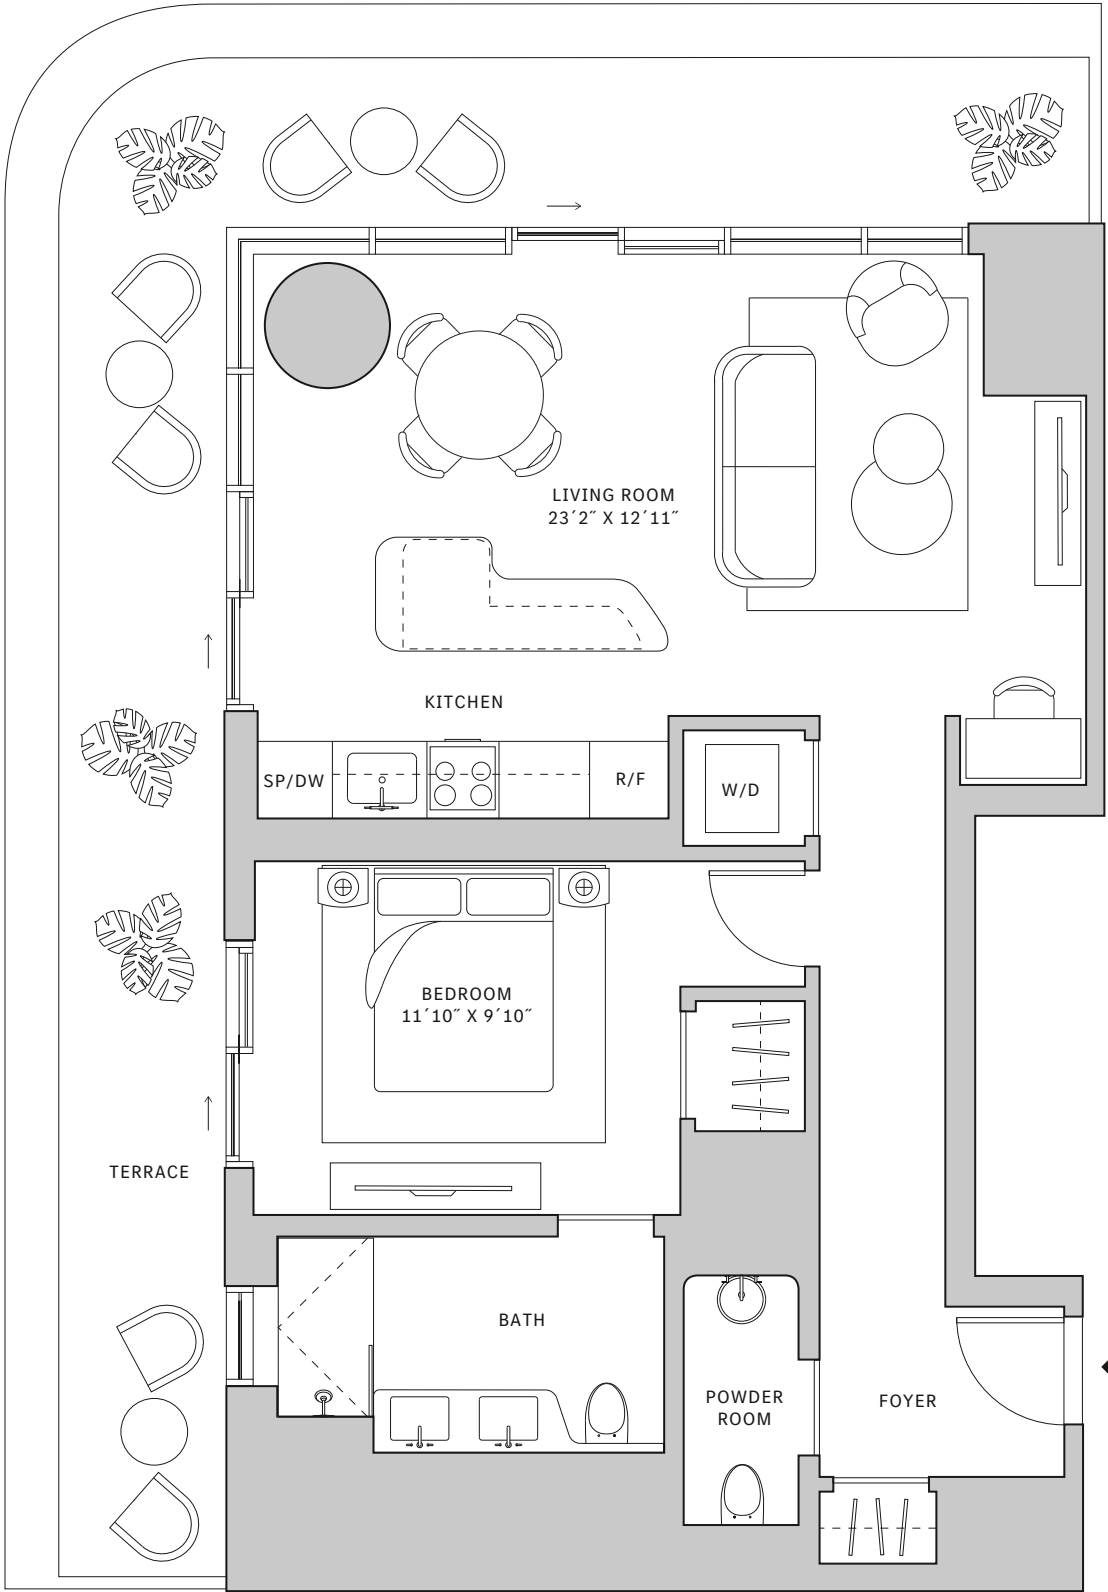 LIVING ROOM
23´2˝ X 12´11˝
KITCHEN
SP/DW
R/F
W/D
BEDROOM
11´10˝ X 9´10˝
TERRACE
BATH
POWDER
ROOM
FOYER